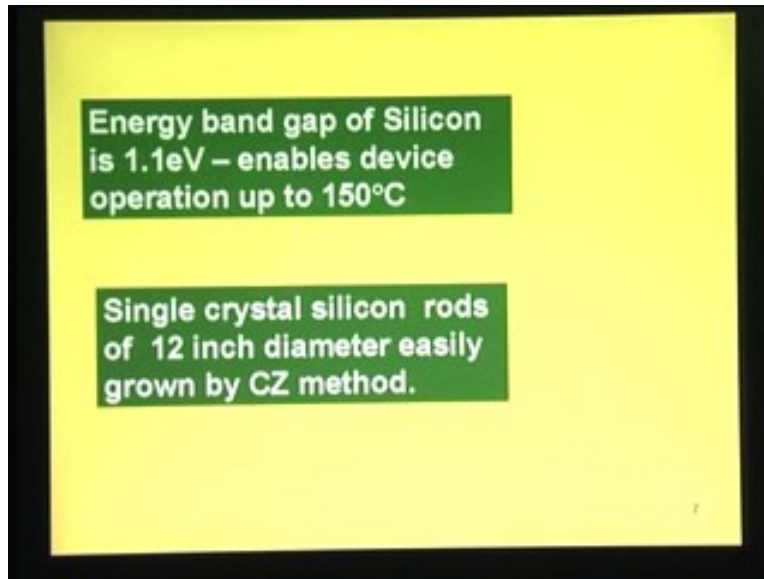 Energy band gap of Silicon
is 1.1eV – enables device
operation up to 150°C
Single crystal silicon rods
of 12 inch diameter easily
grown by CZ method.